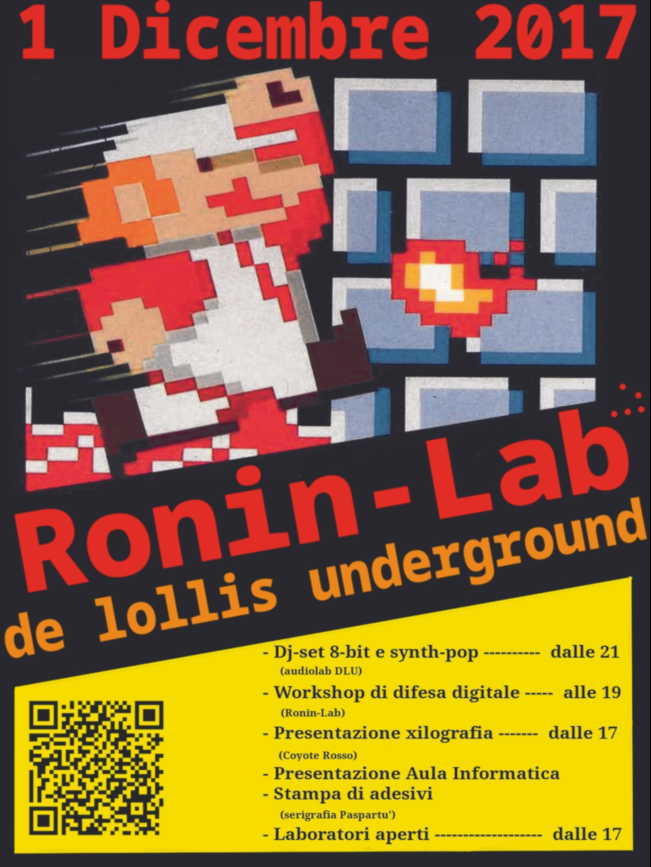 1 Dicembre 2017
Ronin-Lab
de lollis underground
- Dj-set 8-bit e synth-pop ---------- dalle 21
(audiolab DLU)
- Workshop di difesa digitale ----- alle 19
(Ronin-Lab)
- Presentazione xilografia ------- dalle 17
(Coyote Rosso)
- Presentazione Aula Informatica
- Stampa di adesivi
(serigrafia Paspartu')
- Laboratori aperti ------------------- dalle 17